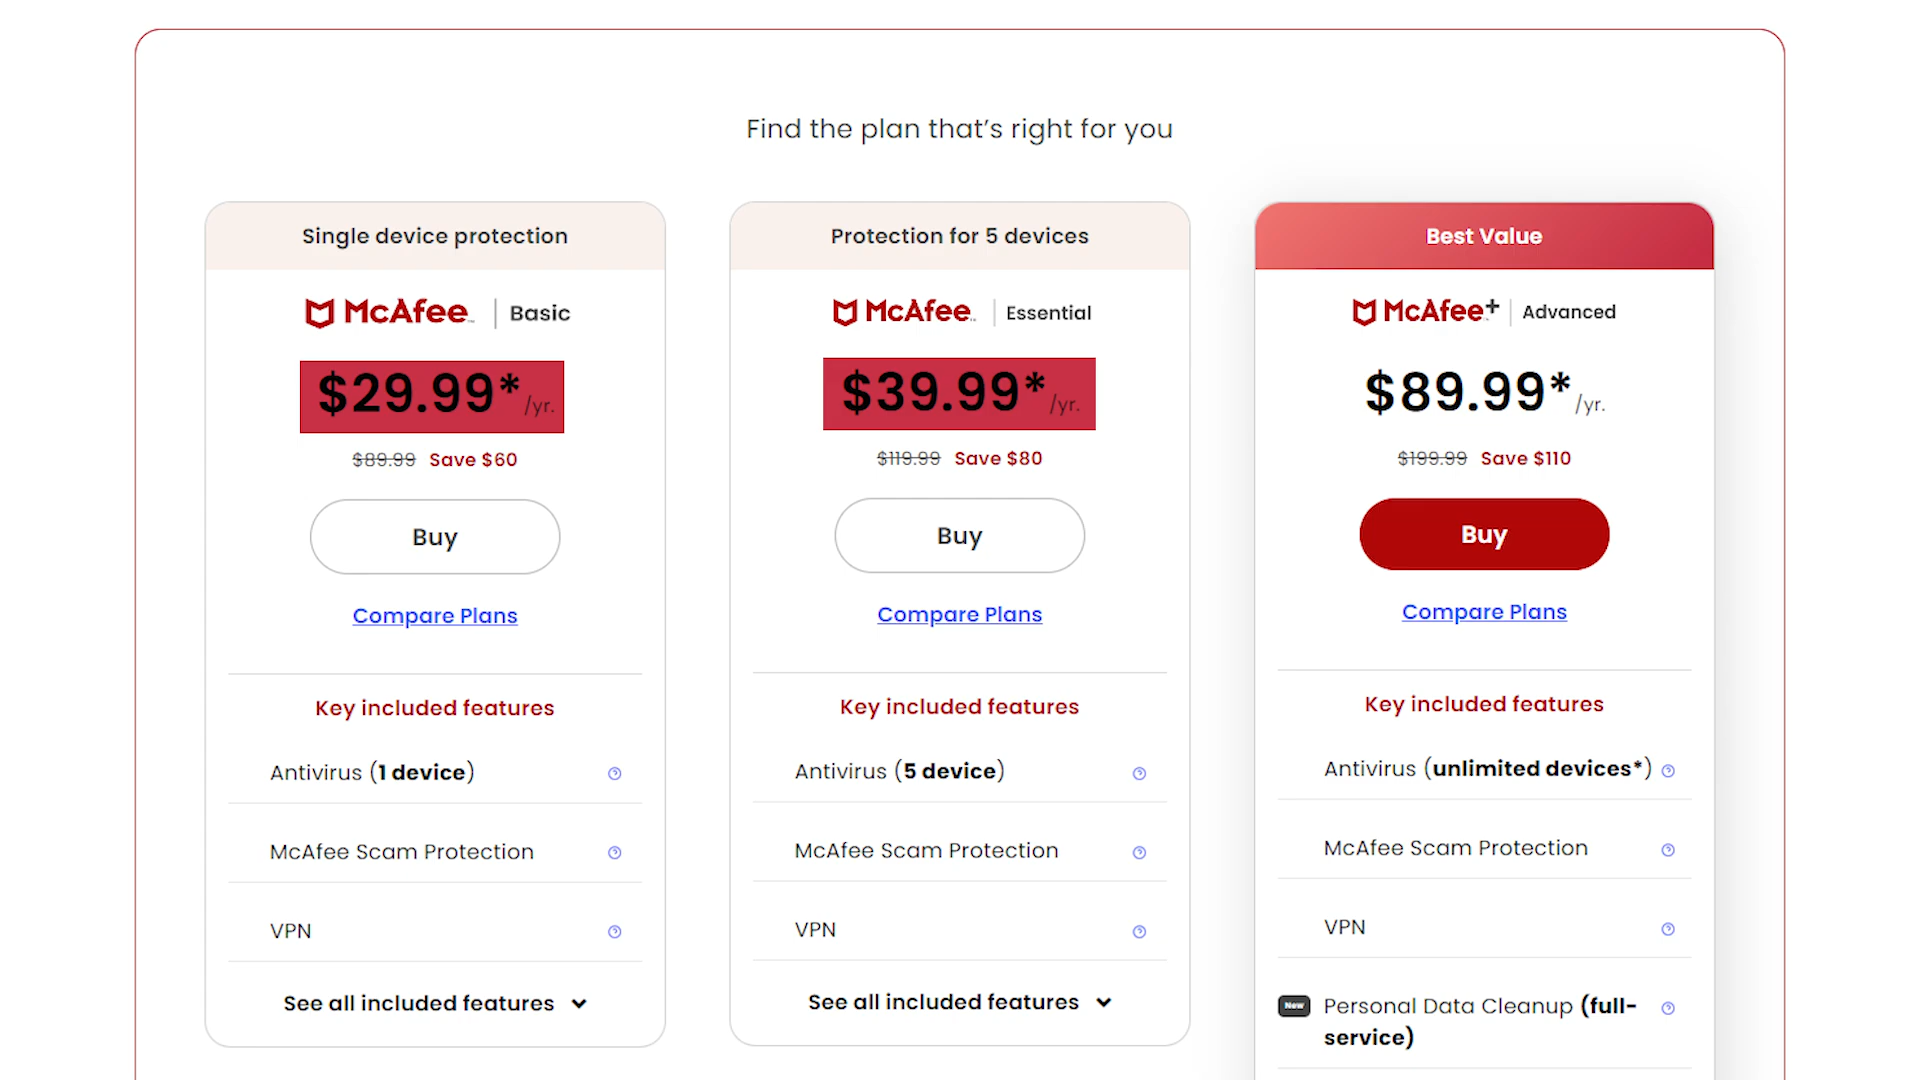 Find the plan that’s right for you
Single device protection
McAfee™ | Basic
$29.99* /yr.
$89.99 Save $60
Buy
Compare Plans
Key included features
Antivirus (1 device)
McAfee Scam Protection
VPN
See all included features
Protection for 5 devices
McAfee™ | Essential
$39.99* /yr.
$119.99 Save $80
Buy
Compare Plans
Key included features
Antivirus (5 device)
McAfee Scam Protection
VPN
See all included features
Best Value
McAfee+™ | Advanced
$89.99* /yr.
$199.99 Save $110
Buy
Compare Plans
Key included features
Antivirus (unlimited devices*)
McAfee Scam Protection
VPN
New Personal Data Cleanup (full-
service)